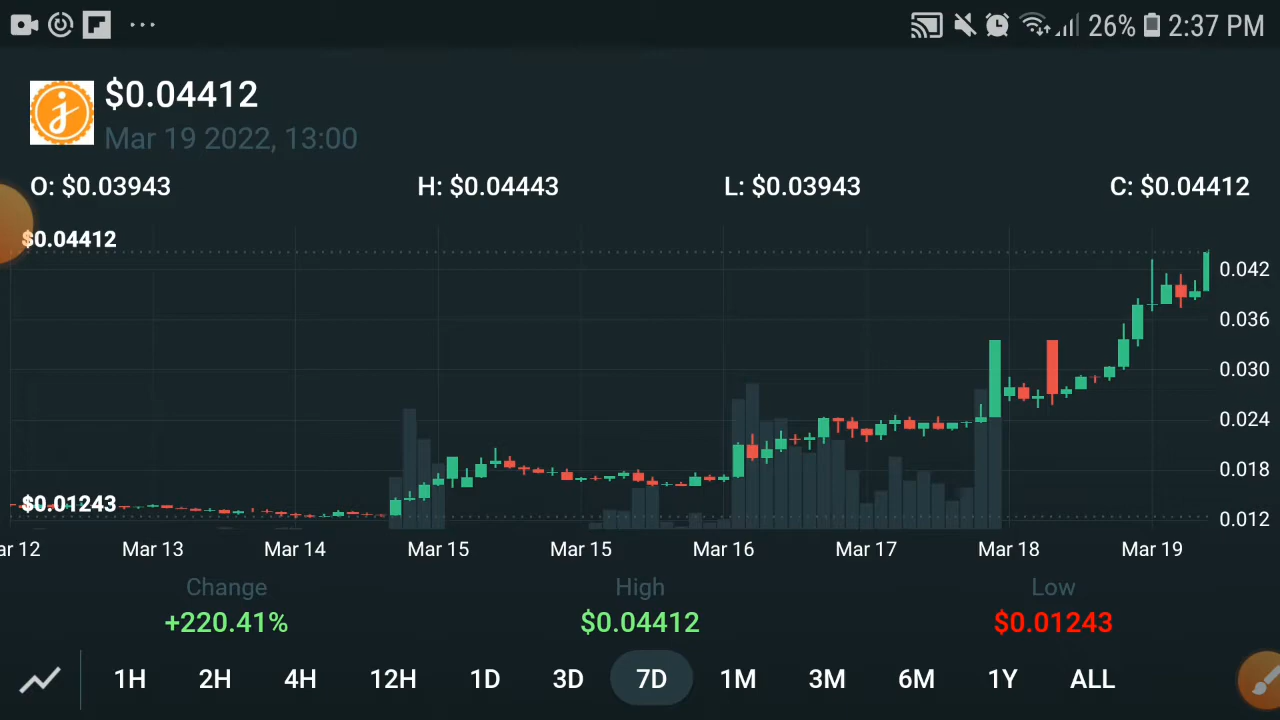 26% 2:37 PM
$0.04412
Mar 19 2022, 13:00
O: $0.03943 H: $0.04443 L: $0.03943 C: $0.04412
$0.04412
0.042
0.036
0.030
0.024
0.018
$0.01243
0.012
ar 12 Mar 13 Mar 14 Mar 15 Mar 15 Mar 16 Mar 17 Mar 18 Mar 19
Change High Low
+220.41% $0.04412 $0.01243
1H 2H 4H 12H 1D 3D 7D 1M 3M 6M 1Y ALL